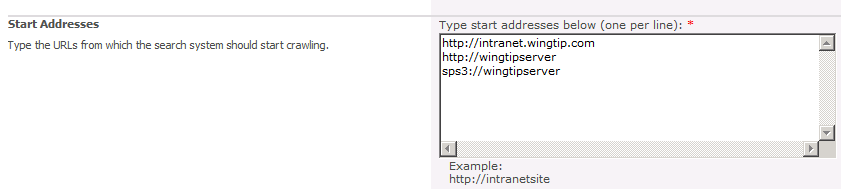 Start Addresses
Type the URLs from which the search system should start crawling.
Type start addresses below (one per line): *
http://intranet.wingtip.com
http://wingtipserver
sps3://wingtipserver
Example:
http://intranetsite